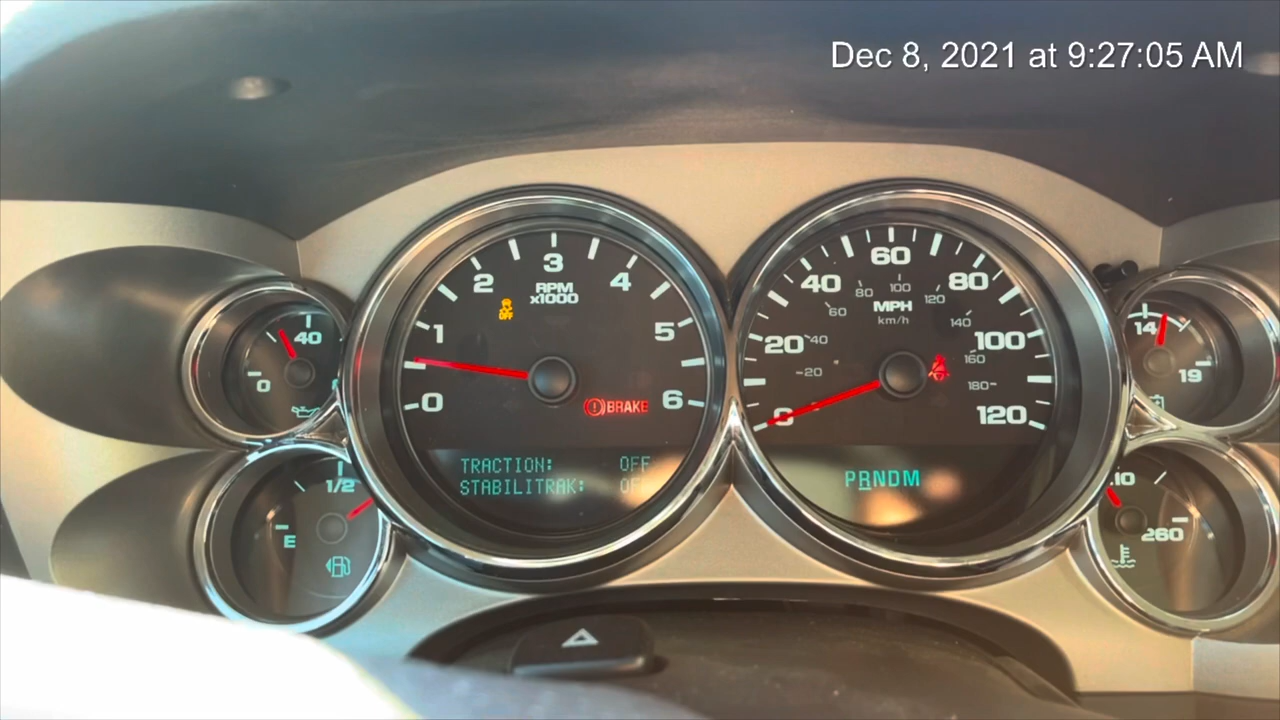 Dec 8, 2021 at 9:27:05 AM
0 1 2 3 4 5 6
RPM
x1000
OFF
BRAKE
TRACTION: OFF
STABILITRAK: OFF
0 20 40 60 80 100 120
20 40 60 80 100 120 140 160 180
MPH
km/h
PRNDM
0 40
E 1/2
14 19
260